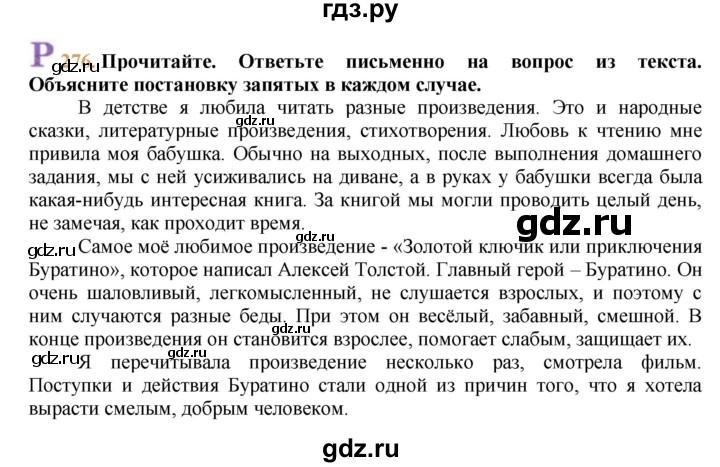 гдз.ру
Р 276 Прочитайте. Ответьте письменно на вопрос из текста.
Объясните постановку запятых в каждом случае.
В детстве я любила читать разные произведения. Это и народные
gdz.ru
сказки, литературные произведения, стихотворения. Любовь к чтению мне
привила моя бабушка. Обычно на выходных, после выполнения домашнего
задания, мы с ней усиживались на диване, а в руках у бабушки всегда была
какая-нибудь интересная книга. За книгой мы могли проводить целый день,
gdz.ru
не замечая, как проходит время.
gdz.ru
Самое моё любимое произведение - «Золотой ключик или приключения
Буратино», которое написал Алексей Толстой. Главный герой – Буратино. Он
очень шаловливый, легкомысленный, не слушается взрослых, и поэтому с
ним случаются разные беды. При этом он весёлый, забавный, смешной. В
gdz.ru
конце произведения он становится взрослее, помогает слабым, защищает их.
gdz.ru
Я перечитывала произведение несколько раз, смотрела фильм.
Поступки и действия Буратино стали одной из причин того, что я хотела
вырасти смелым, добрым человеком.
gdz.ru